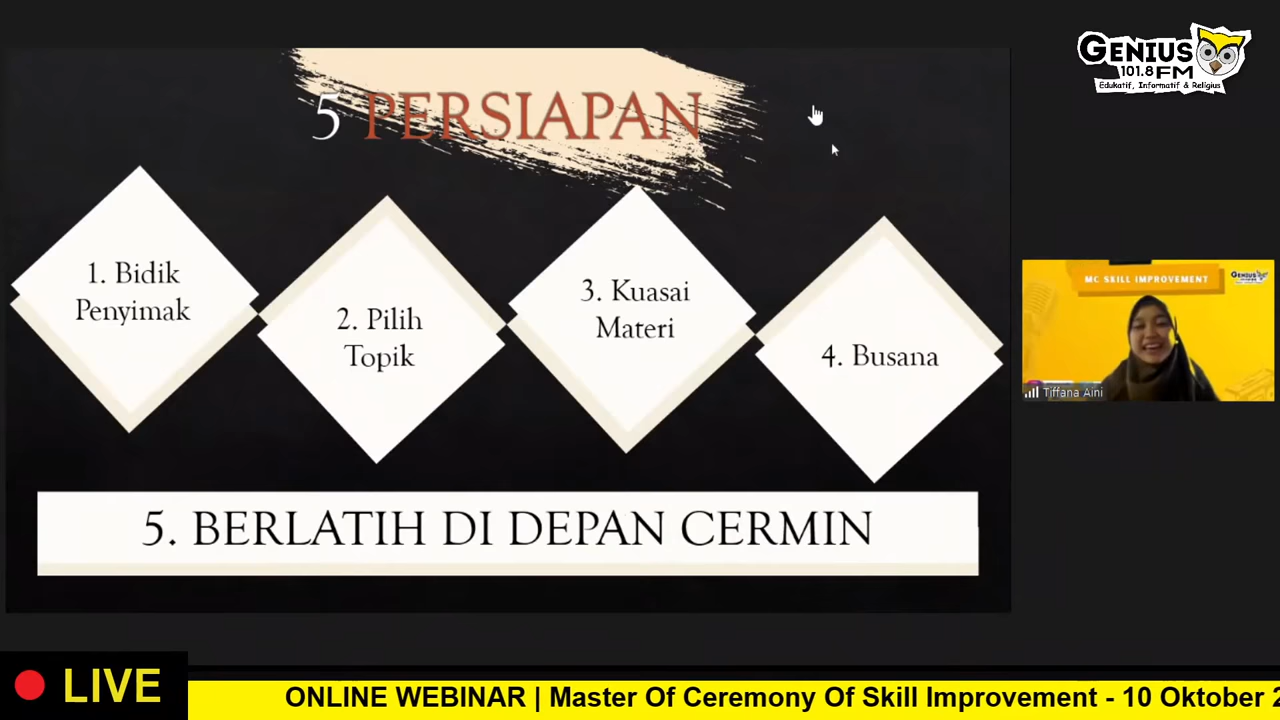 GENIUS
101.8 FM
Edukatif, Informatif & Religius
5 PERSIAPAN
1. Bidik
Penyimak
2. Pilih
Topik
3. Kuasai
Materi
4. Busana
5. BERLATIH DI DEPAN CERMIN
MC SKILL IMPROVEMENT
GENIUS
Tiffana Aini
LIVE
ONLINE WEBINAR | Master Of Ceremony Of Skill Improvement - 10 Oktober 2